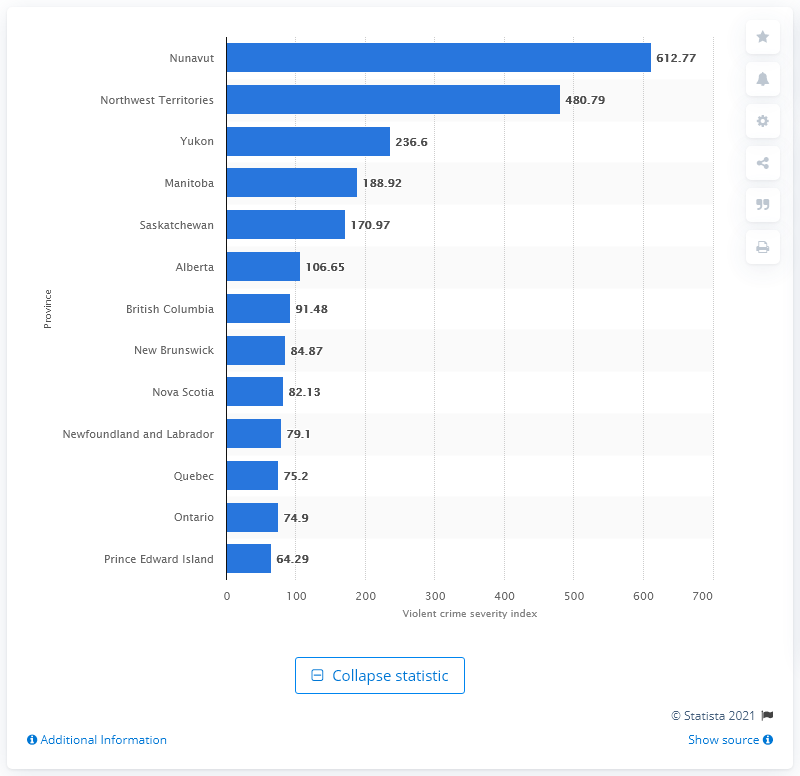 Nunavut 612.77
Northwest Territories 480.79
Yukon 236.6
Manitoba 188.92
Saskatchewan 170.97
Alberta 106.65
British Columbia 91.48
Province
New Brunswick 84.87
Nova Scotia 82.13
Newfoundland and Labrador 79.1
Quebec 75.2
Ontario 74.9
Prince Edward Island 64.29
0 100 200 300 400 500 600 700
Violent crime severity index
Collapse statistic
© Statista 2021
Additional Information
Show source